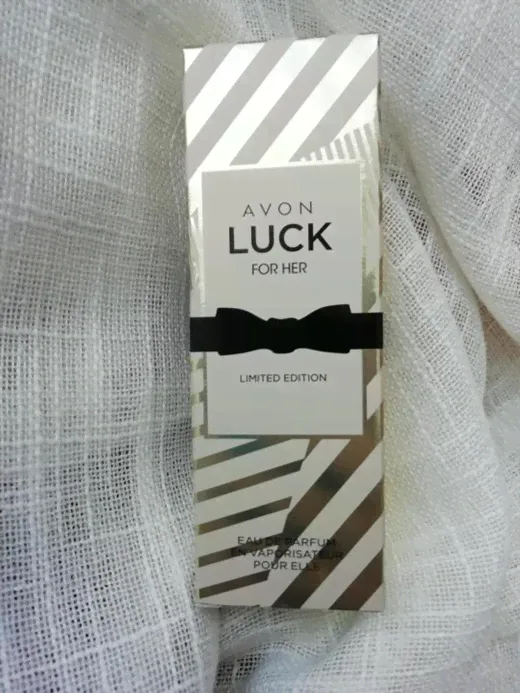 AVON
LUCK
FOR HER
LIMITED EDITION
EAU DE PARFUM
EN VAPORISATEUR
POUR ELLE